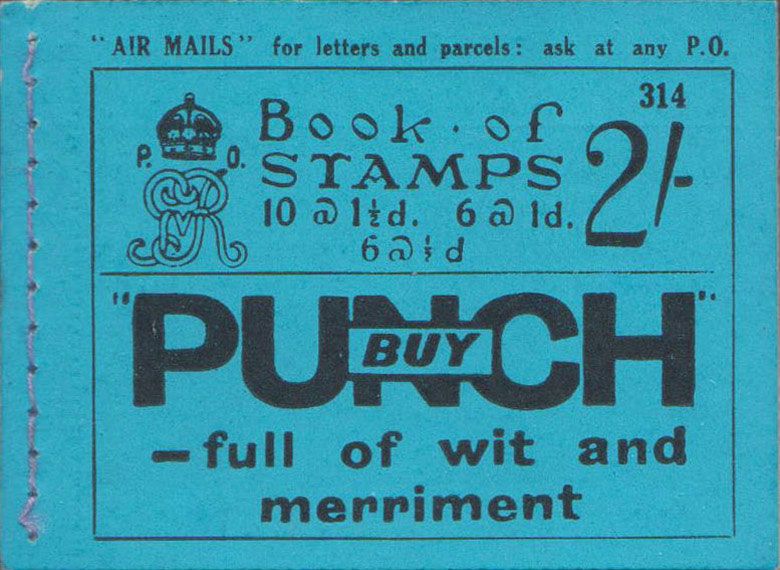 "AIR MAILS" for letters and parcels: ask at any P.O.
314
P. O.
Book of
STAMPS
10 @ 1½d. 6 @ 1d.
6 @ ½d
2/-
"PUNCH"
BUY
–full of wit and
merriment